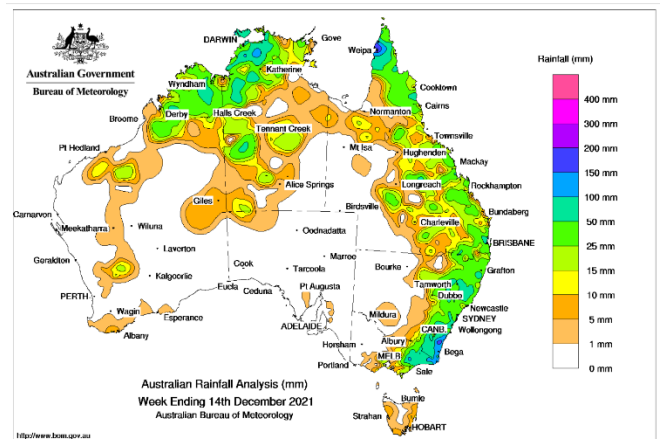 Australian Government
Bureau of Meteorology
DARWIN
Gove
Weipa
Katherine
Wyndham
Cooktown
Cairns
Derby
Halls Creek
Normanton
Broome
Tennant Creek
Townsville
Pt Hedland
Mt Isa
Hughenden
Mackay
Alice Springs
Longreach
Rockhampton
Giles
Birdsville
Carnarvon
Bundaberg
Charleville
Meekatharra
Wiluna
Oodnadatta
BRISBANE
Laverton
Marree
Geraldton
Cook
Tarcoola
Bourke
Grafton
Kalgoorlie
Eucla
Ceduna
Pt Augusta
Tamworth
PERTH
Dubbo
Newcastle
Wagin
Esperance
Mildura
SYDNEY
ADELAIDE
CANB.
Wollongong
Albany
Horsham
Albury
Bega
Portland
MELB
Sale
Burnie
Strahan
HOBART
Rainfall (mm)
400 mm
300 mm
200 mm
150 mm
100 mm
50 mm
25 mm
15 mm
10 mm
5 mm
1 mm
0 mm
Australian Rainfall Analysis (mm)
Week Ending 14th December 2021
Australian Bureau of Meteorology
http://www.bom.gov.au